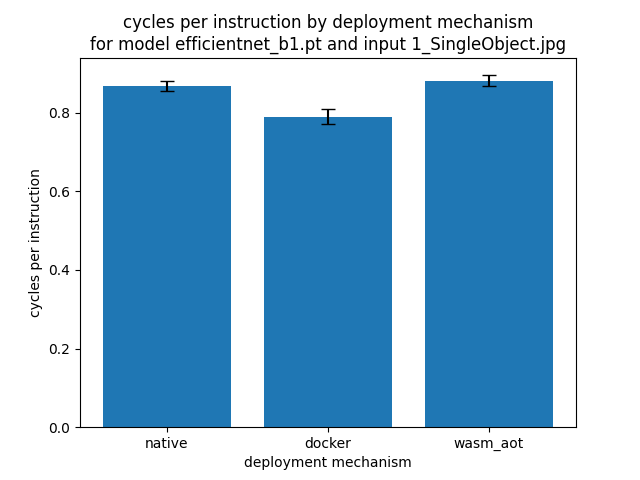 cycles per instruction by deployment mechanism
for model efficientnet_b1.pt and input 1_SingleObject.jpg
cycles per instruction
0.8
0.6
0.4
0.2
0.0
native
docker
wasm_aot
deployment mechanism